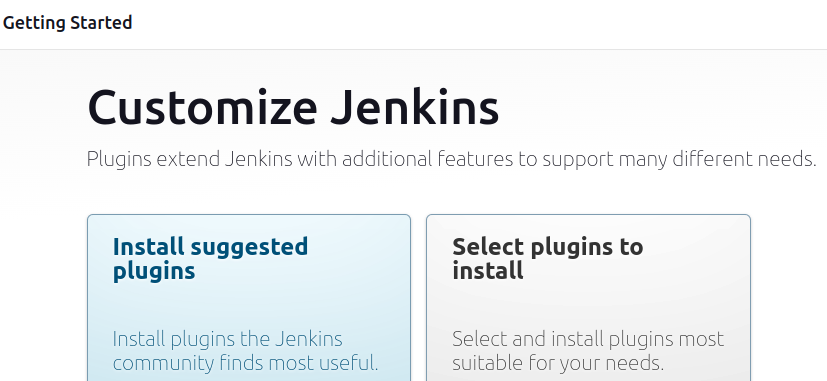 Getting Started
Customize Jenkins
Plugins extend Jenkins with additional features to support many different needs.
Install suggested
plugins
Install plugins the Jenkins
community finds most useful.
Select plugins to
install
Select and install plugins most
suitable for your needs.